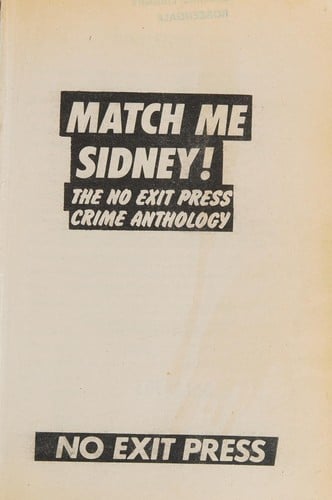 MATCH ME
SIDNEY!
THE NO EXIT PRESS
CRIME ANTHOLOGY
NO EXIT PRESS